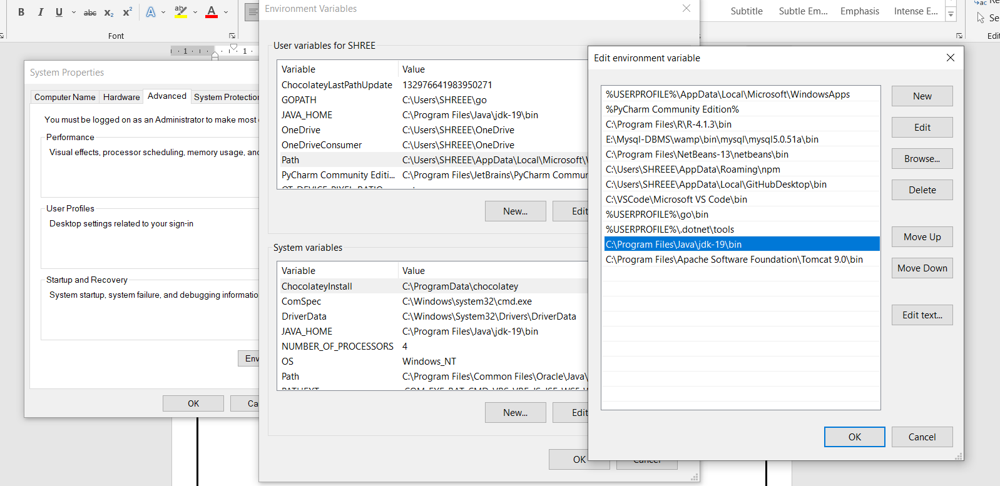 B I U abc x₂ x² A ab A
Font
Subtitle Subtle Em... Emphasis Intense E...
Se
1 1
System Properties
Computer Name Hardware Advanced System Protection
You must be logged on as an Administrator to make most
Performance
Visual effects, processor scheduling, memory usage, and
User Profiles
Desktop settings related to your sign-in
Startup and Recovery
System startup, system failure, and debugging informatio
Env
OK Ca
Environment Variables
User variables for SHREE
Variable Value
ChocolateyLastPathUpdate 132976641983950271
GOPATH C:\Users\SHREEE\go
JAVA_HOME C:\Program Files\Java\jdk-19\bin
OneDrive C:\Users\SHREEE\OneDrive
OneDriveConsumer C:\Users\SHREEE\OneDrive
Path C:\Users\SHREEE\AppData\Local\Microsoft\
PyCharm Community Editi... C:\Program Files\JetBrains\PyCharm Commun
New... Edit
System variables
Variable Value
ChocolateyInstall C:\ProgramData\chocolatey
ComSpec C:\Windows\system32\cmd.exe
DriverData C:\Windows\System32\Drivers\DriverData
JAVA_HOME C:\Program Files\Java\jdk-19\bin
NUMBER_OF_PROCESSORS 4
OS Windows_NT
Path C:\Program Files\Common Files\Oracle\Java\
New... Edit
OK Cancel
Edit environment variable
%USERPROFILE%\AppData\Local\Microsoft\WindowsApps
%PyCharm Community Edition%
C:\Program Files\R\R-4.1.3\bin
E:\Mysql-DBMS\wamp\bin\mysql\mysql5.0.51a\bin
C:\Program Files\NetBeans-13\netbeans\bin
C:\Users\SHREEE\AppData\Roaming\npm
C:\Users\SHREEE\AppData\Local\GitHubDesktop\bin
C:\VSCode\Microsoft VS Code\bin
%USERPROFILE%\go\bin
%USERPROFILE%\.dotnet\tools
C:\Program Files\Java\jdk-19\bin
C:\Program Files\Apache Software Foundation\Tomcat 9.0\bin
New
Edit
Browse...
Delete
Move Up
Move Down
Edit text...
OK Cancel